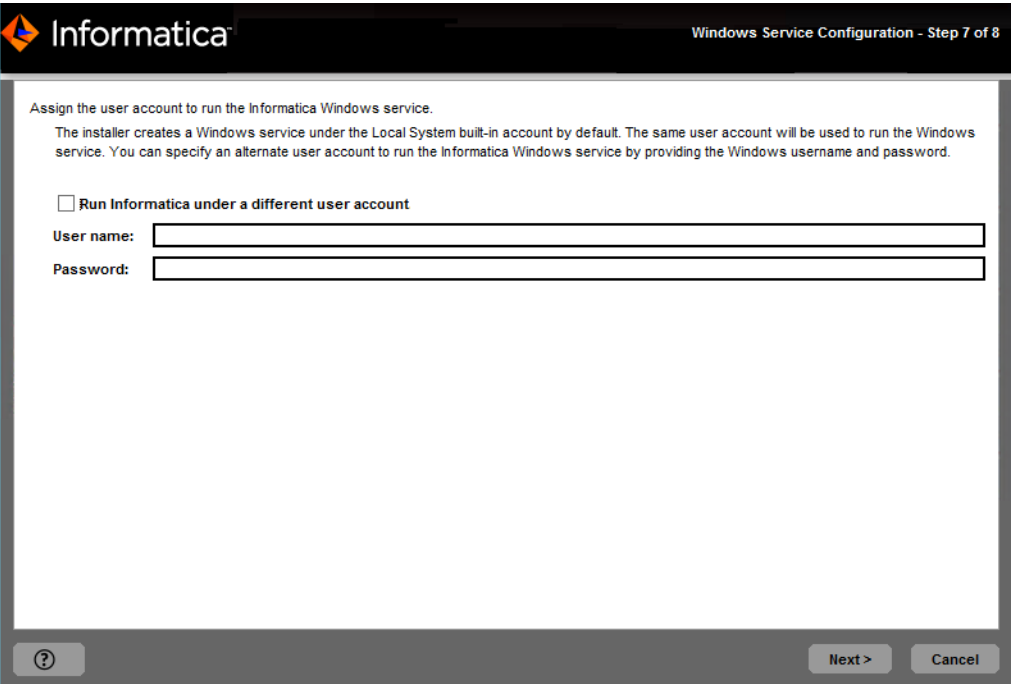 Informatica
Windows Service Configuration - Step 7 of 8
Assign the user account to run the Informatica Windows service.
The installer creates a Windows service under the Local System built-in account by default. The same user account will be used to run the Windows
service. You can specify an alternate user account to run the Informatica Windows service by providing the Windows username and password.
Run Informatica under a different user account
User name:
Password:
?
Next >
Cancel